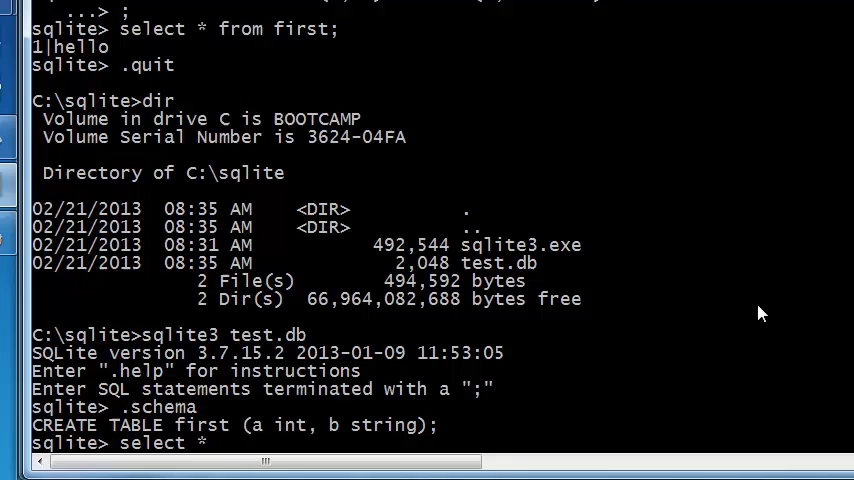 ...> ;
sqlite> select * from first;
1|hello
sqlite> .quit
C:\sqlite>dir
Volume in drive C is BOOTCAMP
Volume Serial Number is 3624-04FA
Directory of C:\sqlite
02/21/2013 08:35 AM <DIR> .
02/21/2013 08:35 AM <DIR> ..
02/21/2013 08:31 AM 492,544 sqlite3.exe
02/21/2013 08:35 AM 2,048 test.db
2 File(s) 494,592 bytes
2 Dir(s) 66,964,082,688 bytes free
C:\sqlite>sqlite3 test.db
SQLite version 3.7.15.2 2013-01-09 11:53:05
Enter ".help" for instructions
Enter SQL statements terminated with a ";"
sqlite> .schema
CREATE TABLE first (a int, b string);
sqlite> select *